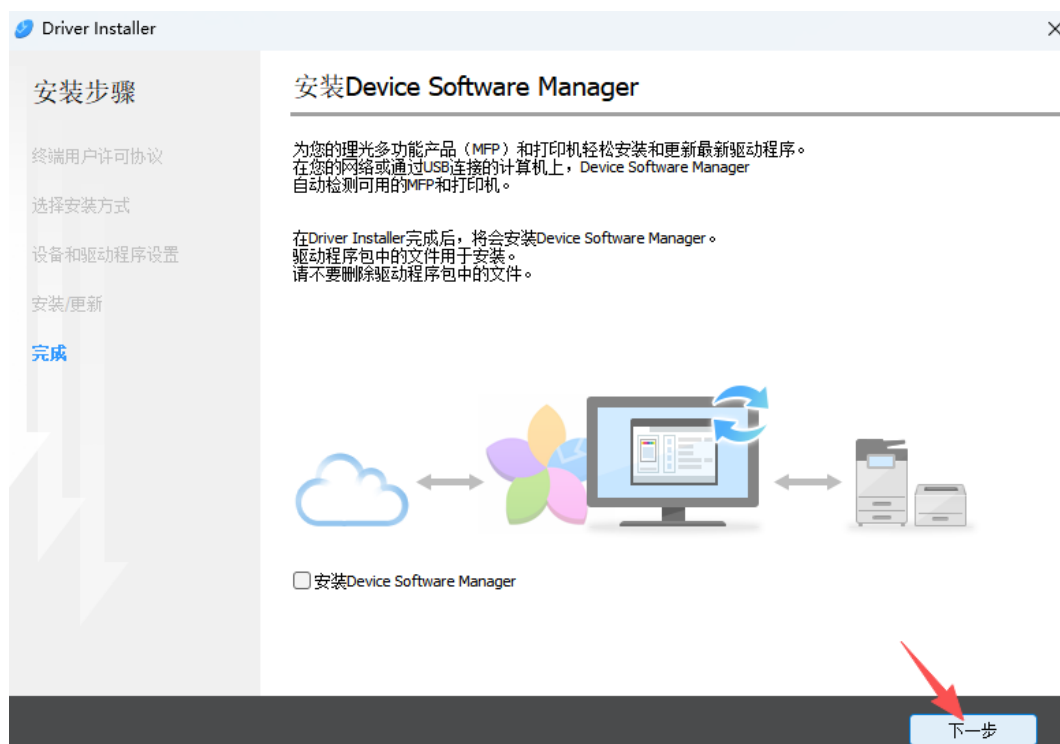 Driver Installer
安装步骤
终端用户许可协议
选择安装方式
设备和驱动程序设置
安装/更新
完成
安装Device Software Manager
为您的理光多功能产品（MFP）和打印机轻松安装和更新最新驱动程序。
在您的网络或通过USB连接的计算机上，Device Software Manager
自动检测可用的MFP和打印机。
在Driver Installer完成后，将会安装Device Software Manager。
驱动程序包中的文件用于安装。
请不要删除驱动程序包中的文件。
安装Device Software Manager
下一步